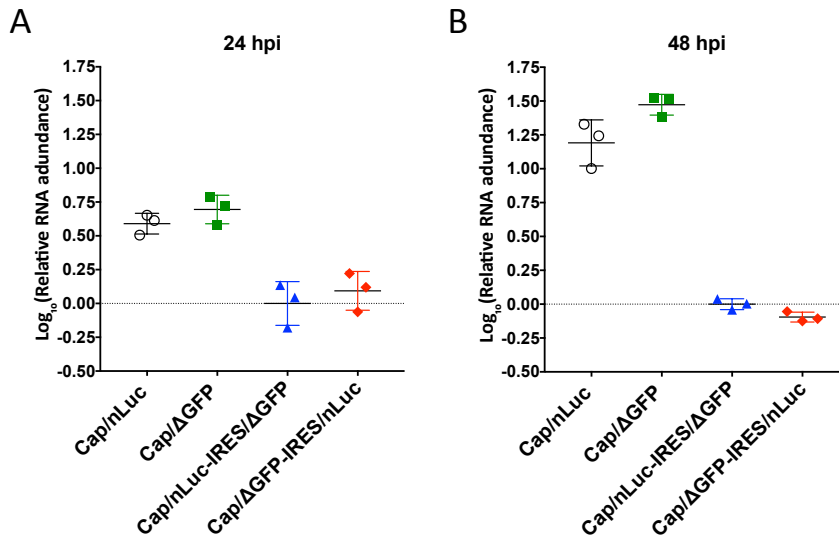 A
24 hpi
Log₁₀(Relative RNA adundance)
1.75
1.50
1.25
1.00
0.75
0.50
0.25
0.00
-0.25
-0.50
Cap/nLuc
Cap/ΔGFP
Cap/nLuc-IRES/ΔGFP
Cap/ΔGFP-IRES/nLuc
B
48 hpi
Log₁₀(Relative RNA adundance)
1.75
1.50
1.25
1.00
0.75
0.50
0.25
0.00
-0.25
-0.50
Cap/nLuc
Cap/ΔGFP
Cap/nLuc-IRES/ΔGFP
Cap/ΔGFP-IRES/nLuc